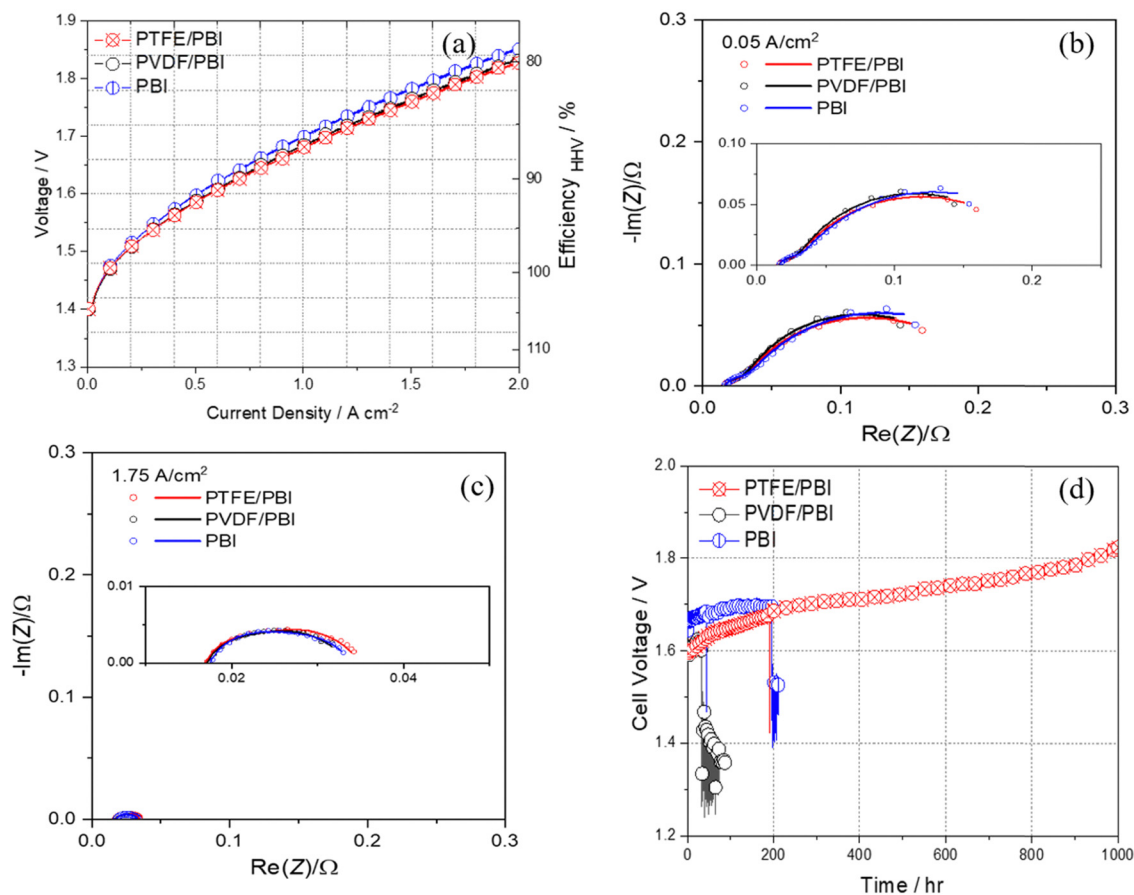 (a)
PTFE/PBI
PVDF/PBI
PBI
Voltage / V
1.9
1.8
1.7
1.6
1.5
1.4
1.3
Efficiency HHV / %
80
90
100
110
0.0 0.5 1.0 1.5 2.0
Current Density / A cm-2
(b)
0.05 A/cm2
PTFE/PBI
PVDF/PBI
PBI
-Im(Z)/Ω
0.3
0.2
0.1
0.0
0.10
0.05
0.00
0.0 0.1 0.2
0.0 0.1 0.2 0.3
Re(Z)/Ω
(c)
1.75 A/cm2
PTFE/PBI
PVDF/PBI
PBI
-Im(Z)/Ω
0.3
0.2
0.1
0.0
0.01
0.00
0.02 0.04
0.0 0.1 0.2 0.3
Re(Z)/Ω
(d)
PTFE/PBI
PVDF/PBI
PBI
Cell Voltage / V
2.0
1.8
1.6
1.4
1.2
0 200 400 600 800 1000
Time / hr